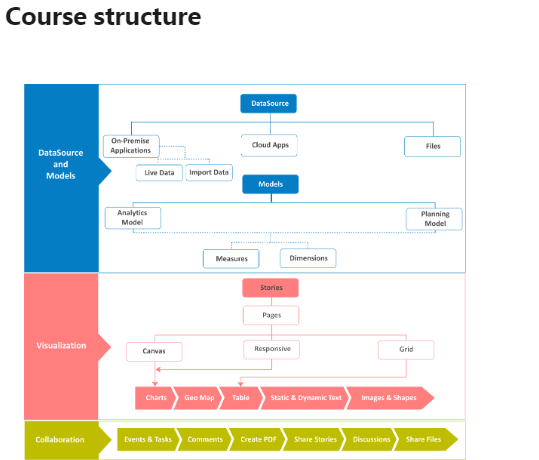 Course structure
DataSource
On-Premise
Applications
Cloud Apps
Files
DataSource
and
Models
Live Data
Import Data
Models
Analytics
Model
Planning
Model
Measures
Dimensions
Stories
Pages
Visualization
Canvas
Responsive
Grid
Charts
Geo Map
Table
Static & Dynamic Text
Images & Shapes
Collaboration
Events & Tasks
Comments
Create PDF
Share Stories
Discussions
Share Files